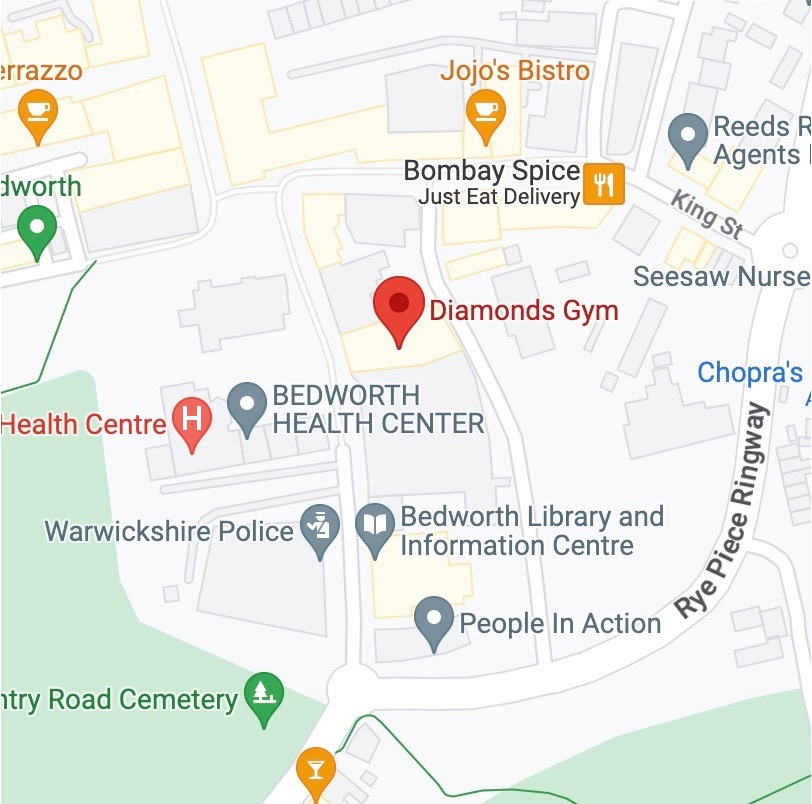 errazzo
Jojo's Bistro
Reeds R
Agents
Bombay Spice
Just Eat Delivery
dworth
King St
Seesaw Nurse
Diamonds Gym
Chopra's
A
BEDWORTH
HEALTH CENTER
Health Centre
H
Rye Piece Ringway
Bedworth Library and
Information Centre
Warwickshire Police
People In Action
ntry Road Cemetery